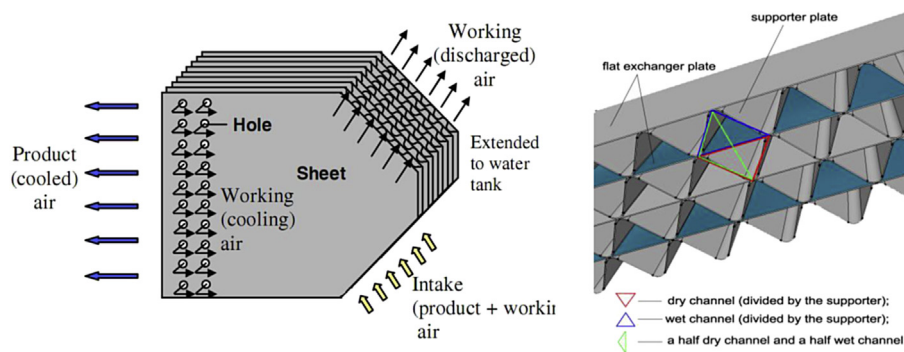 Working
(discharged)
air
Hole
Product
(cooled)
air
Sheet
Extended
to water
tank
Working
(cooling)
air
Intake
(product + workin
air
supporter plate
flat exchanger plate
dry channel (divided by the supporter);
wet channel (divided by the supporter);
a half dry channel and a half wet channel